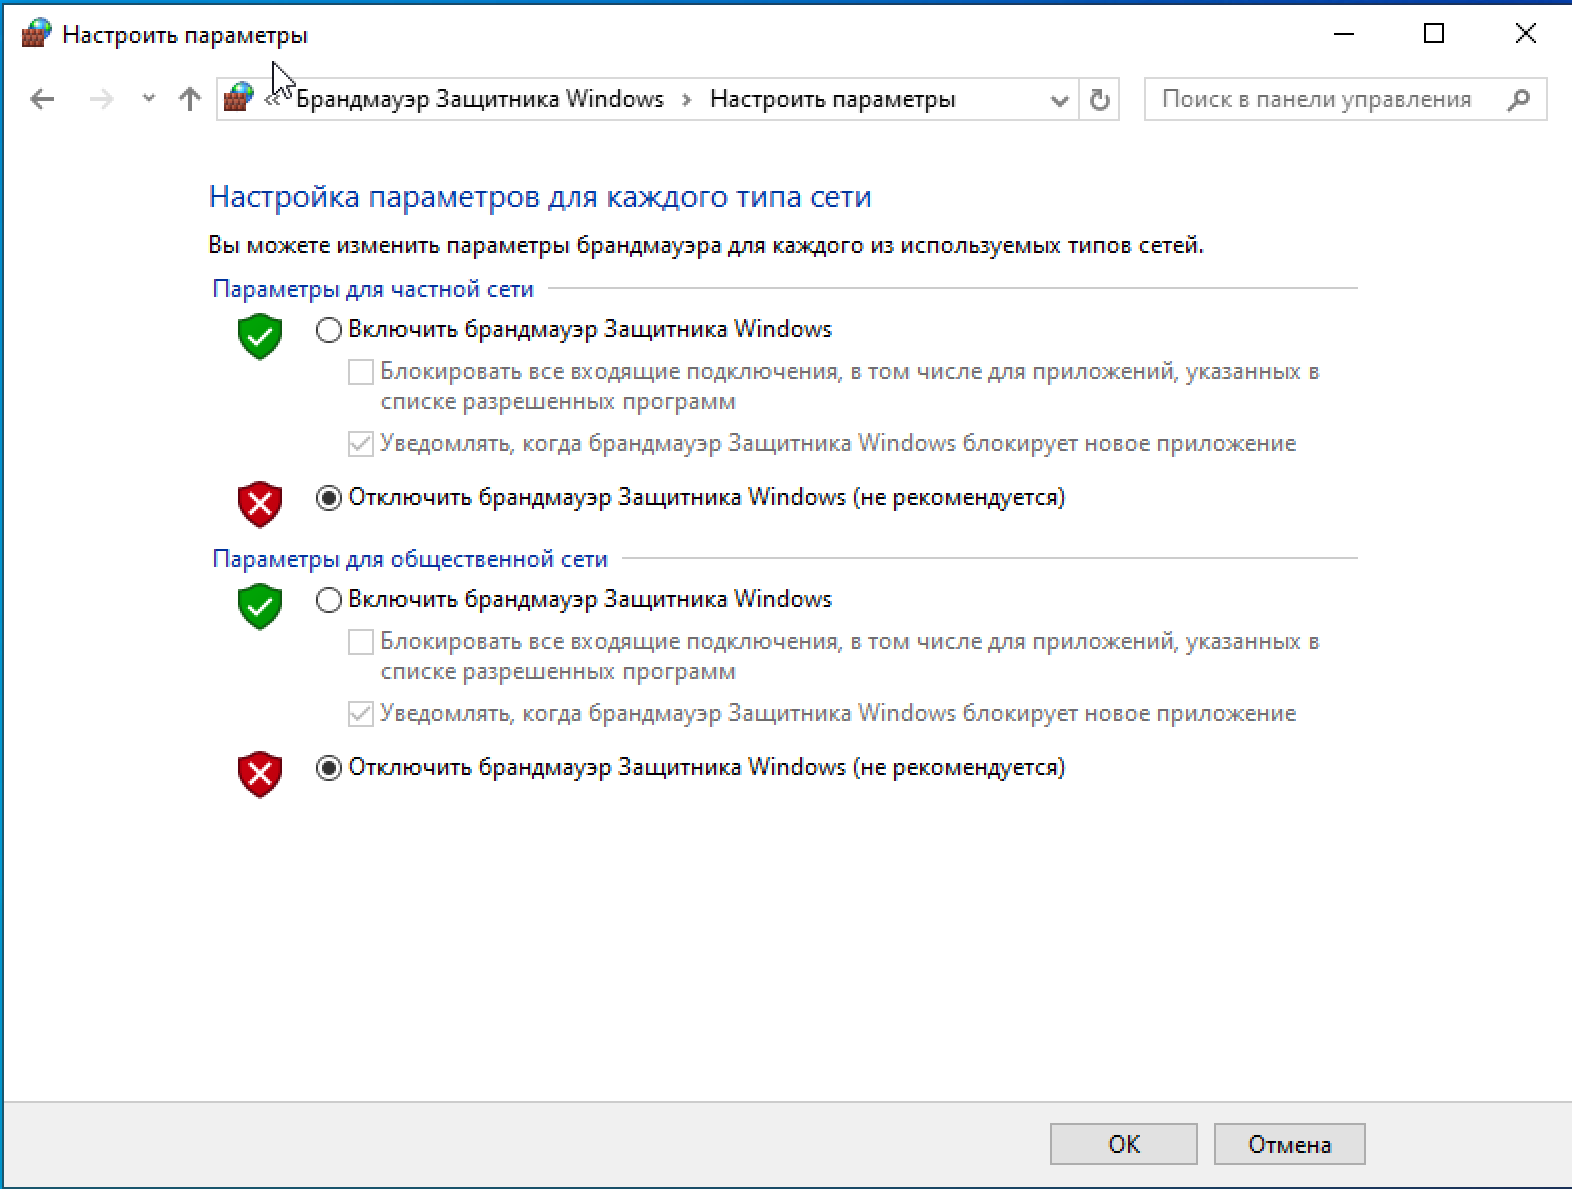 Настроить параметры
« Брандмауэр Защитника Windows › Настроить параметры
Поиск в панели управления
Настройка параметров для каждого типа сети
Вы можете изменить параметры брандмауэра для каждого из используемых типов сетей.
Параметры для частной сети
Включить брандмауэр Защитника Windows
Блокировать все входящие подключения, в том числе для приложений, указанных в
списке разрешенных программ
Уведомлять, когда брандмауэр Защитника Windows блокирует новое приложение
Отключить брандмауэр Защитника Windows (не рекомендуется)
Параметры для общественной сети
Включить брандмауэр Защитника Windows
Блокировать все входящие подключения, в том числе для приложений, указанных в
списке разрешенных программ
Уведомлять, когда брандмауэр Защитника Windows блокирует новое приложение
Отключить брандмауэр Защитника Windows (не рекомендуется)
ОК
Отмена